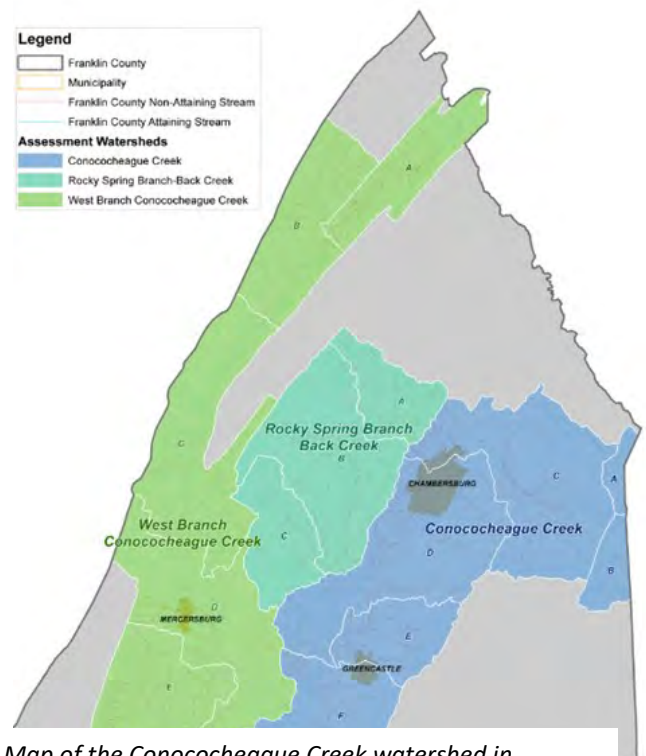 Legend
Franklin County
Municipality
Franklin County Non-Attaining Stream
Franklin County Attaining Stream
Assessment Watersheds
Conococheague Creek
Rocky Spring Branch-Back Creek
West Branch Conococheague Creek
A
B
A
Rocky Spring Branch
Back Creek
B
C
CHAMBERSBURG
C
A
West Branch
Conococheague Creek
C
Conococheague Creek
D
B
D
MERCERSBURG
E
GREENCASTLE
E
F
Map of the Conococheague Creek watershed in